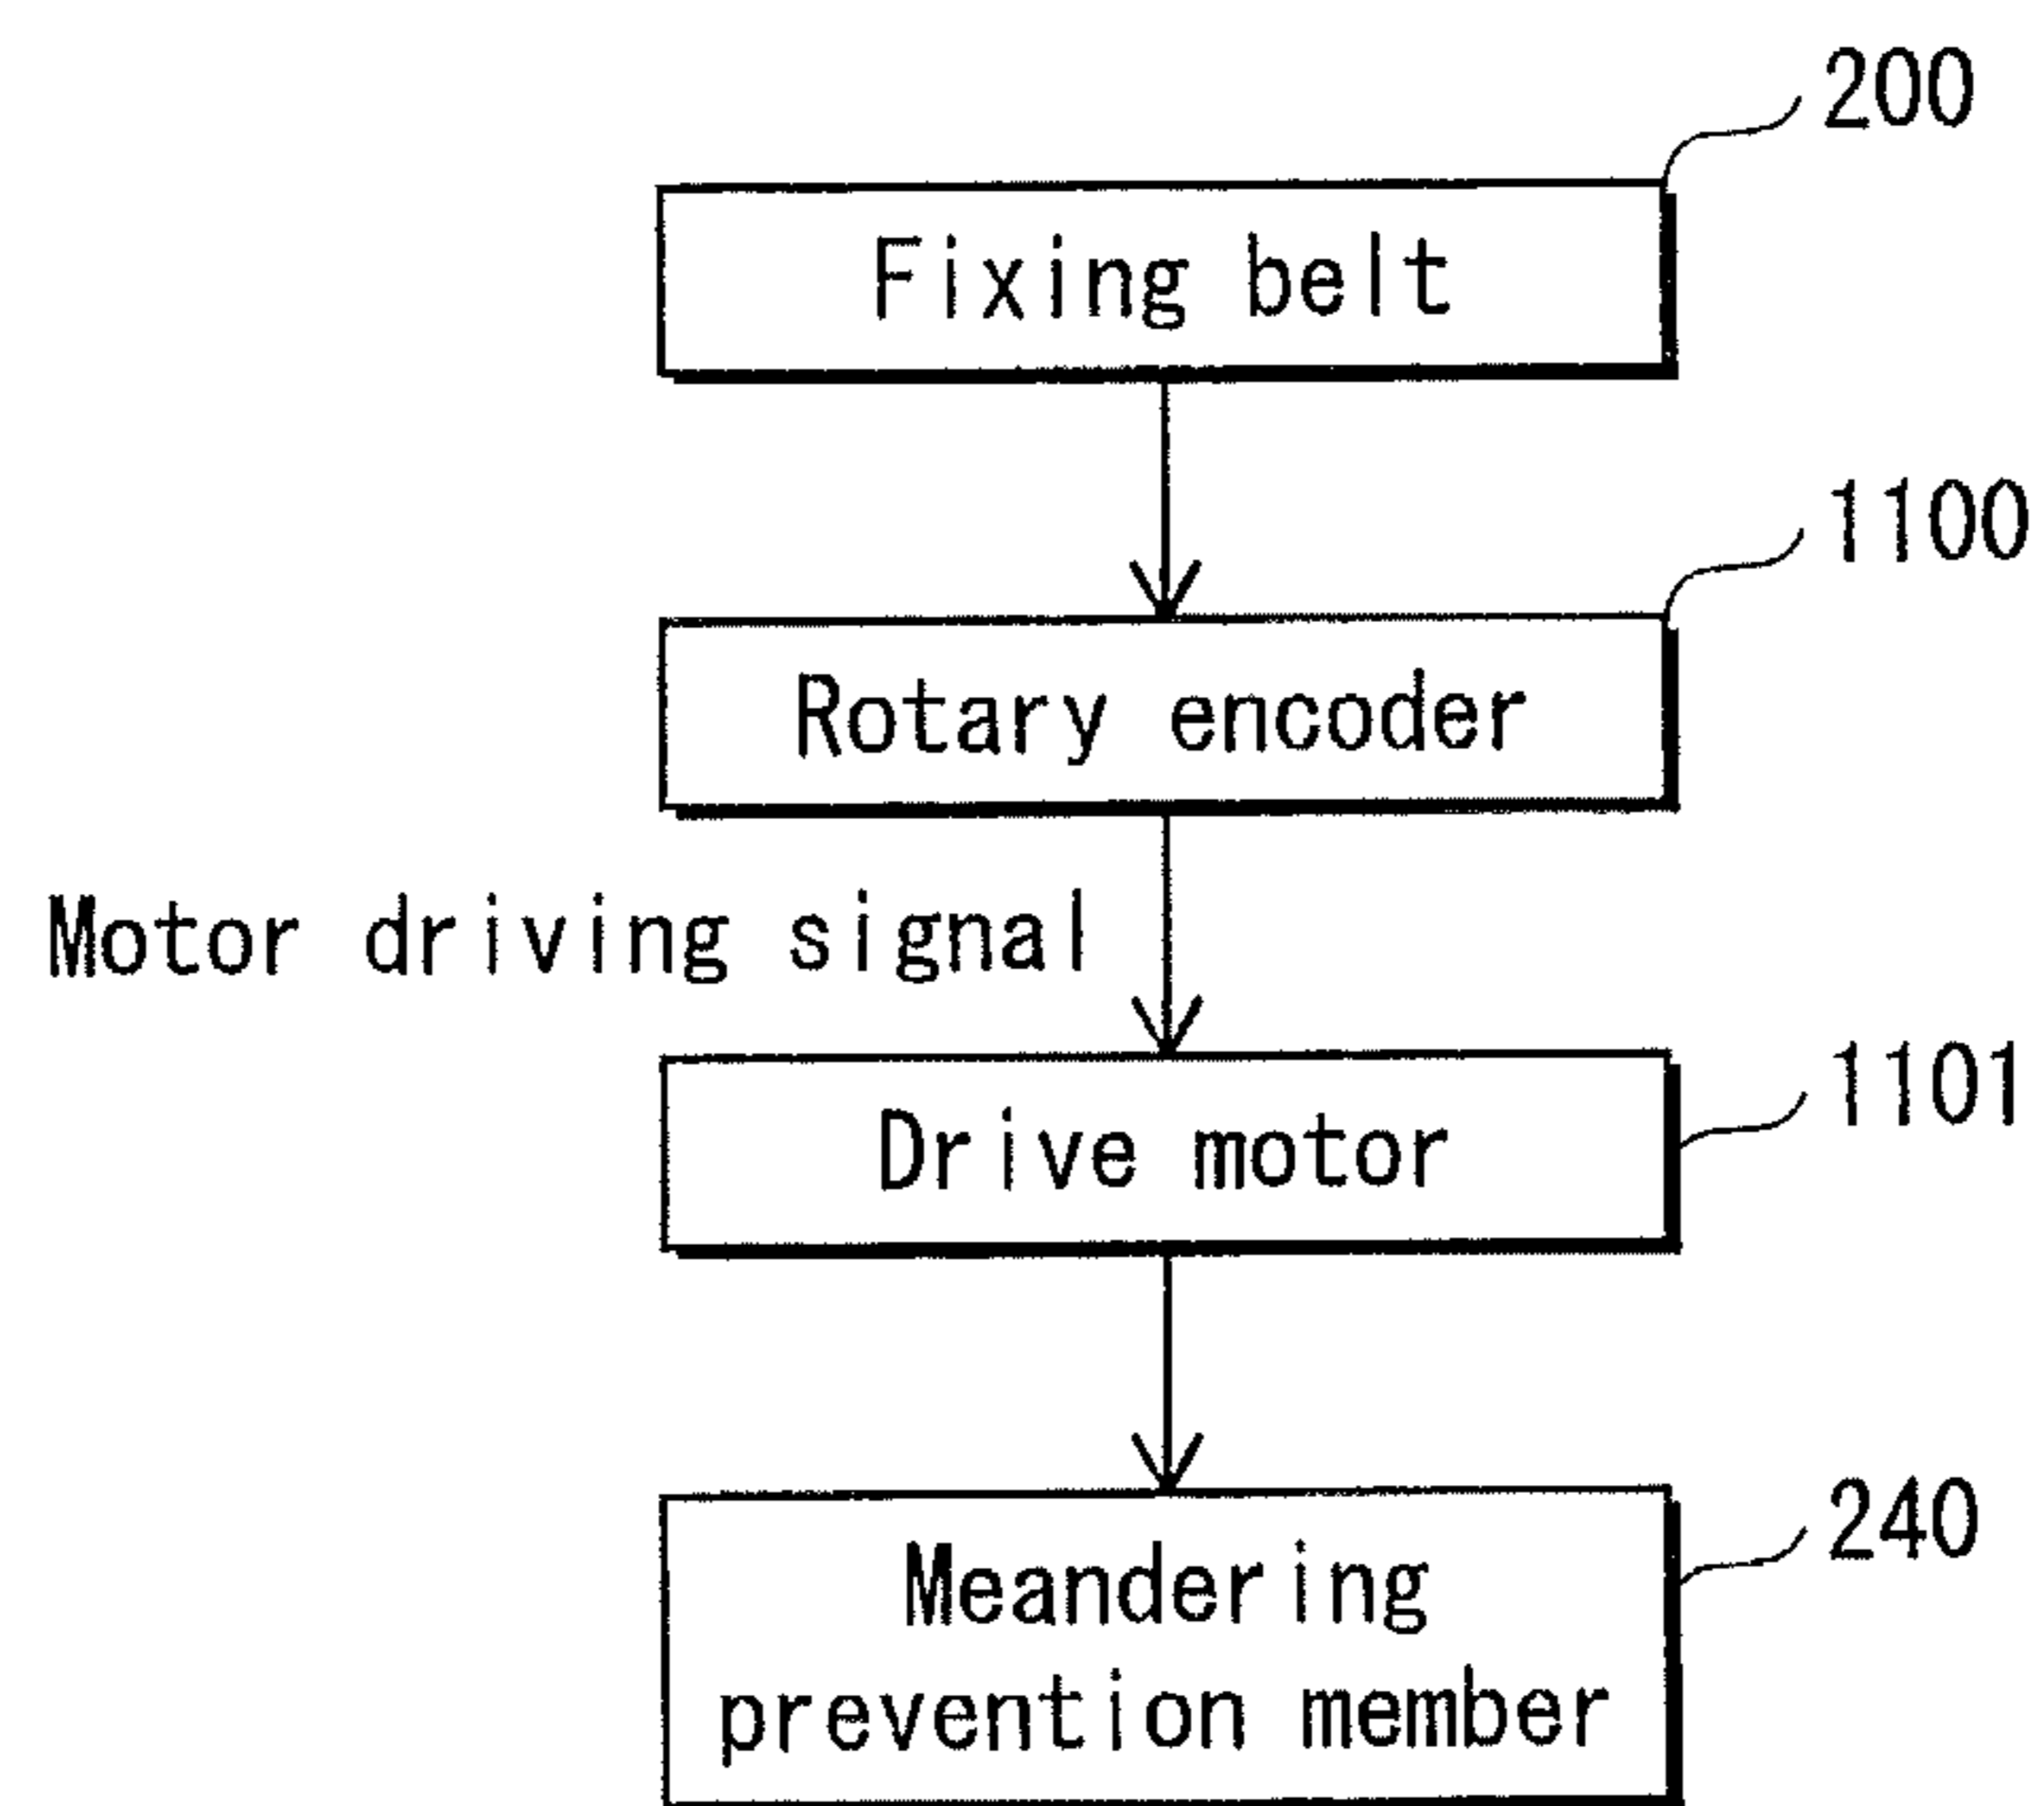 200
Fixing belt
1100
Rotary encoder
Motor driving signal
1101
Drive motor
240
Meandering
prevention member